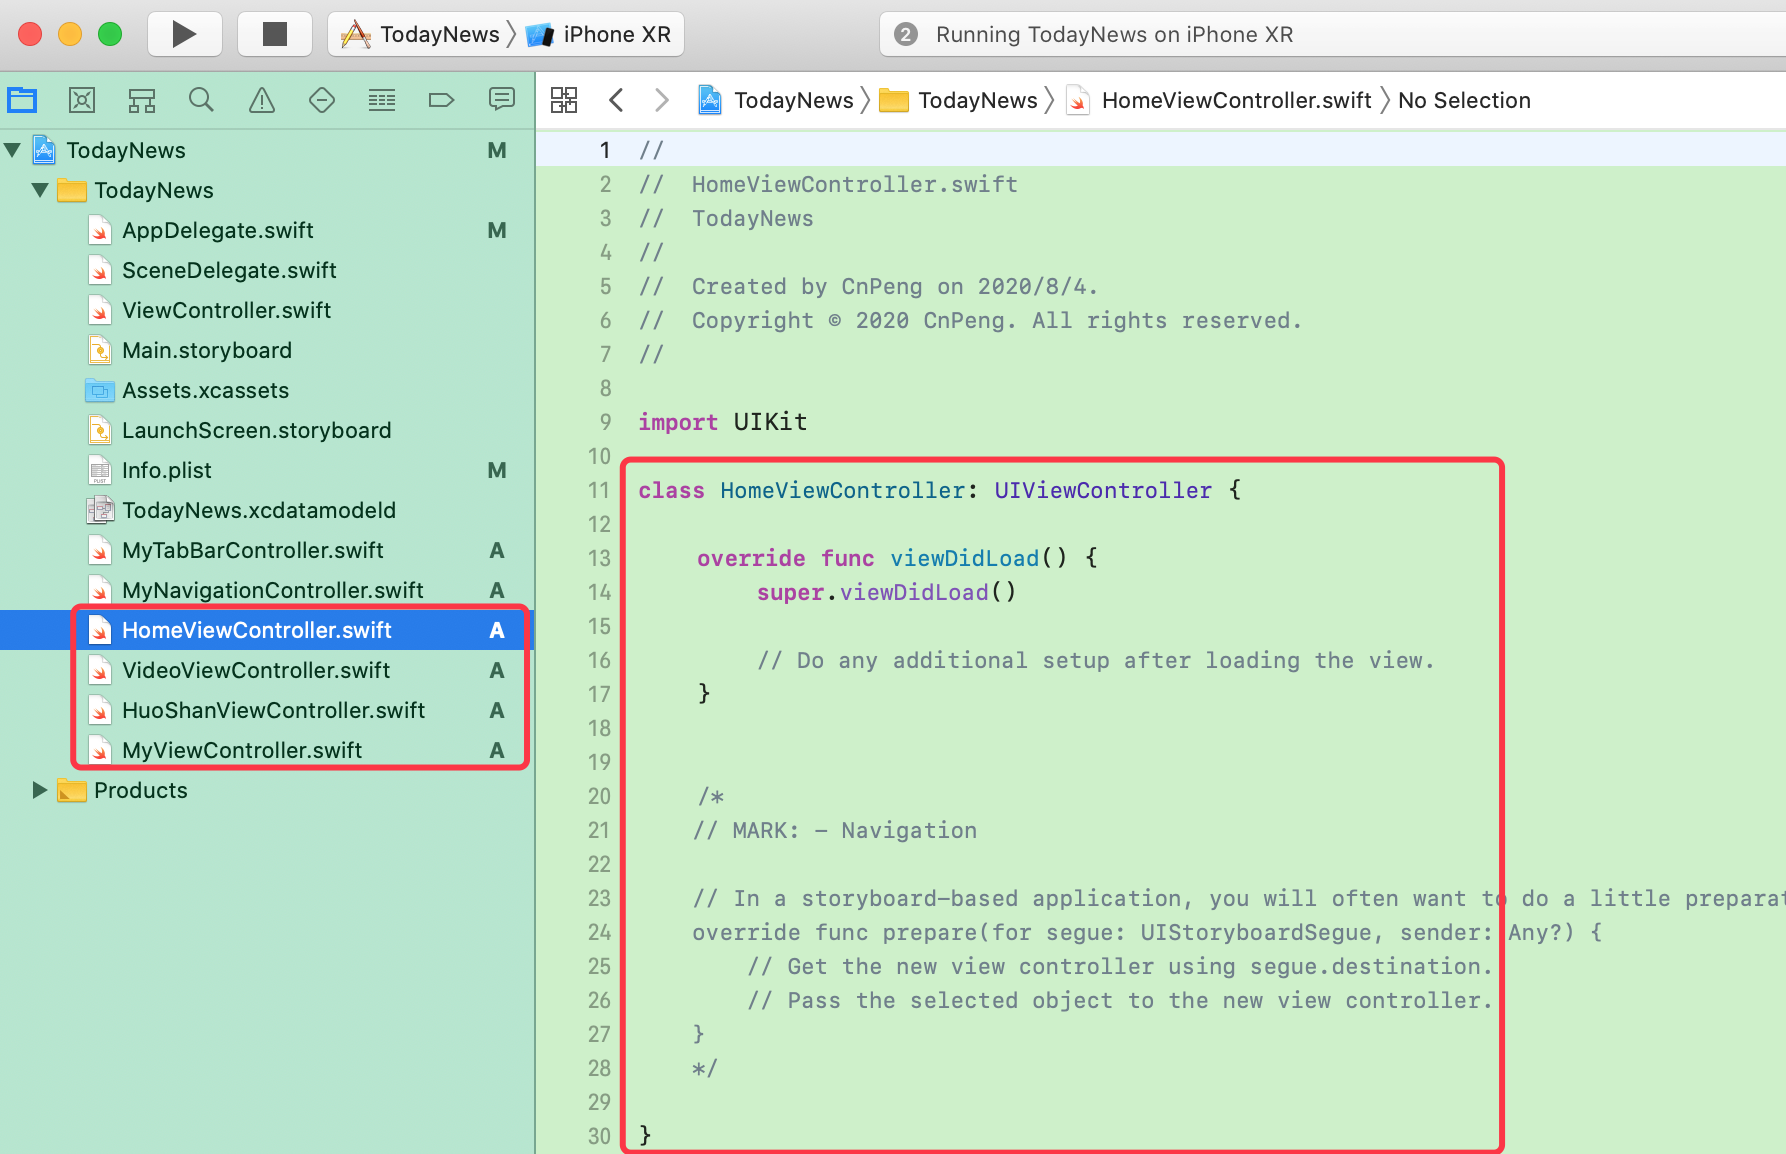 TodayNews 〉 iPhone XR
2 Running TodayNews on iPhone XR
TodayNews 〉 TodayNews 〉 HomeViewController.swift 〉 No Selection
TodayNews M
TodayNews
AppDelegate.swift M
SceneDelegate.swift
ViewController.swift
Main.storyboard
Assets.xcassets
LaunchScreen.storyboard
Info.plist M
TodayNews.xcdatamodeld
MyTabBarController.swift A
MyNavigationController.swift A
HomeViewController.swift A
VideoViewController.swift A
HuoShanViewController.swift A
MyViewController.swift A
Products
1 //
2 //  HomeViewController.swift
3 //  TodayNews
4 //
5 //  Created by CnPeng on 2020/8/4.
6 //  Copyright © 2020 CnPeng. All rights reserved.
7 //
8
9 import UIKit
10
11 class HomeViewController: UIViewController {
12
13     override func viewDidLoad() {
14         super.viewDidLoad()
15
16         // Do any additional setup after loading the view.
17     }
18
19
20     /*
21     // MARK: - Navigation
22
23     // In a storyboard-based application, you will often want to do a little preparat
24     override func prepare(for segue: UIStoryboardSegue, sender: Any?) {
25         // Get the new view controller using segue.destination.
26         // Pass the selected object to the new view controller.
27     }
28     */
29
30 }